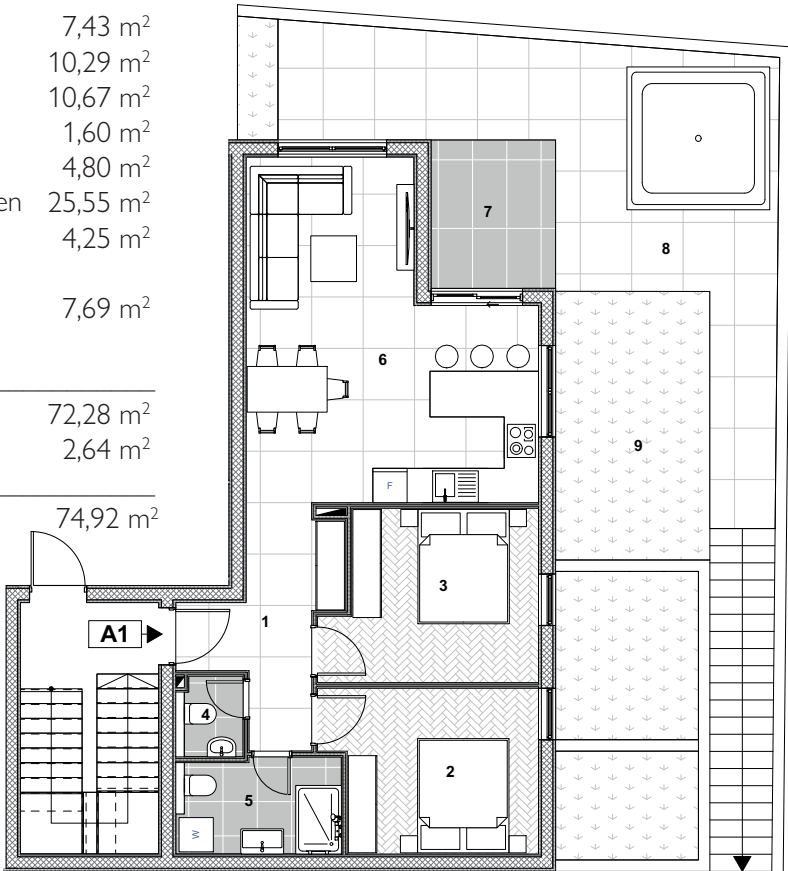 7,43 m²
10,29 m²
10,67 m²
1,60 m²
4,80 m²
en 25,55 m²
4,25 m²
7,69 m²
72,28 m²
2,64 m²
74,92 m²
7
8
6
9
F
3
1
A1
4
2
5
W